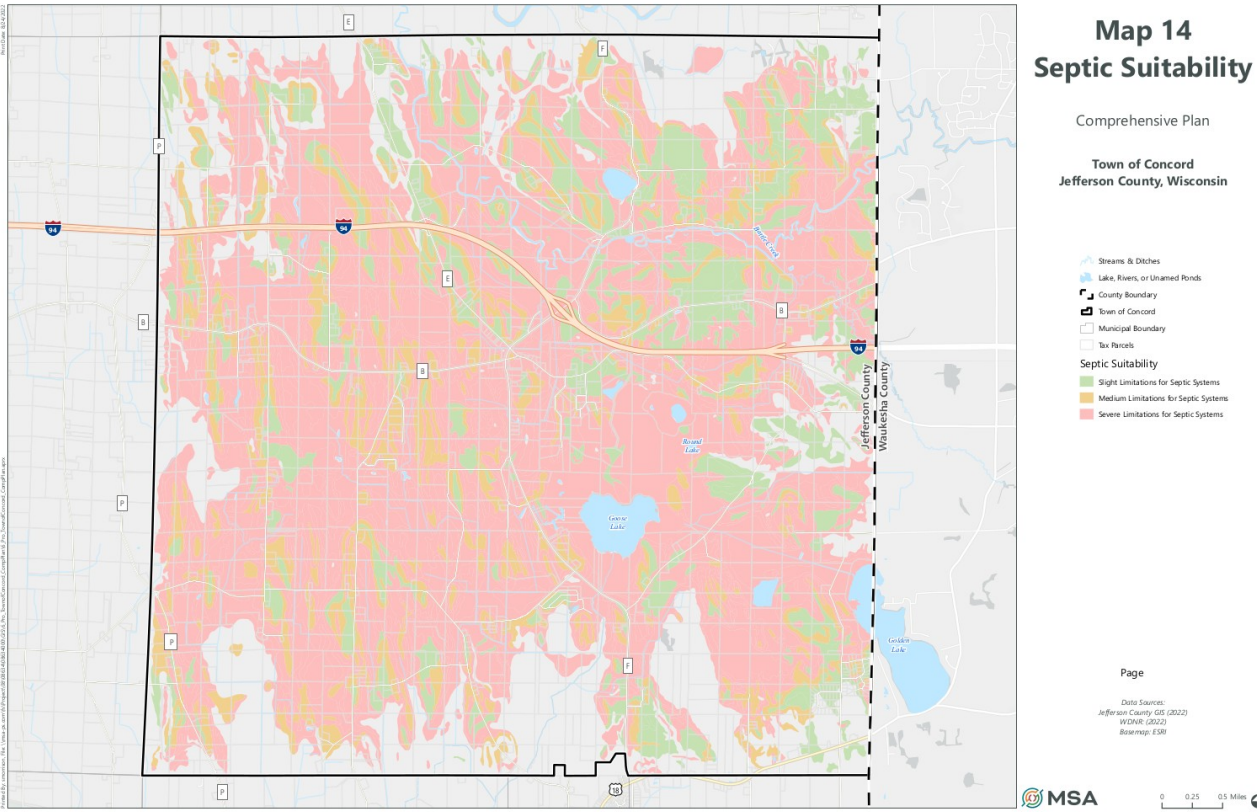 Map 14
Septic Suitability
Comprehensive Plan
Town of Concord
Jefferson County, Wisconsin
Streams & Ditches
Lake, Rivers, or Unamed Ponds
County Boundary
Town of Concord
Municipal Boundary
Tax Parcels
Septic Suitability
Slight Limitations for Septic Systems
Medium Limitations for Septic Systems
Severe Limitations for Septic Systems
Page
Data Sources:
Jefferson County GIS (2022)
WDNR: (2022)
Basemap: ESRI
MSA
0 0.25 0.5 Miles
E
F
P
94
94
Battle Creek
E
B
B
94
B
Jefferson County
Waukesha County
Round
Lake
P
Goose
Lake
P
Golden
Lake
F
P
18